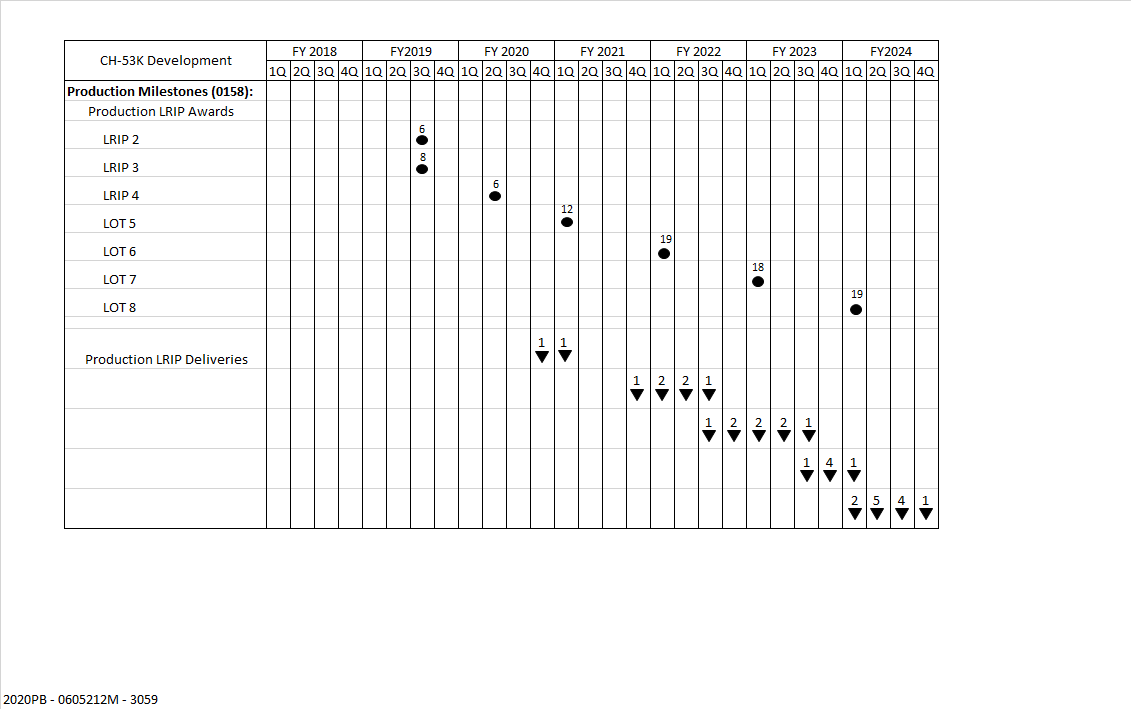 CH-53K Development FY 2018 FY2019 FY 2020 FY 2021 FY 2022 FY 2023 FY2024
1Q 2Q 3Q 4Q 1Q 2Q 3Q 4Q 1Q 2Q 3Q 4Q 1Q 2Q 3Q 4Q 1Q 2Q 3Q 4Q 1Q 2Q 3Q 4Q 1Q 2Q 3Q 4Q
Production Milestones (0158):
Production LRIP Awards
LRIP 2 6
LRIP 3 8
LRIP 4 6
LOT 5 12
LOT 6 19
LOT 7 18
LOT 8 19
Production LRIP Deliveries 1 1
1 2 2 1
1 2 2 2 1
1 4 1
2 5 4 1
2020PB - 0605212M - 3059